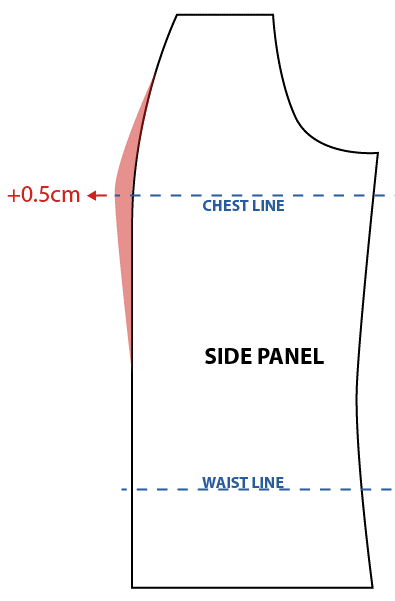 +0.5cm
CHEST LINE
SIDE PANEL
WAIST LINE